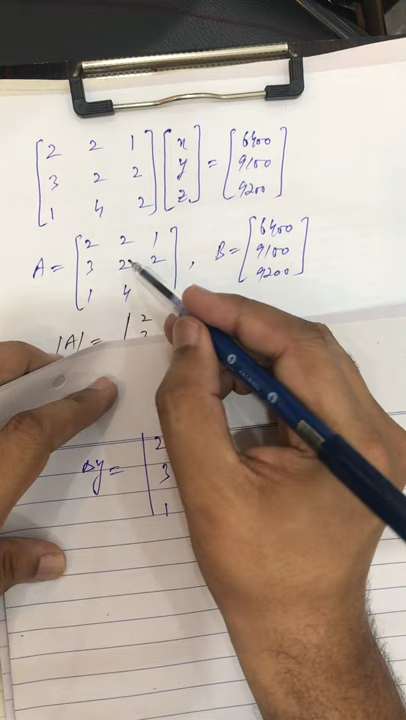 [2 2 1] [x] = [6400]
[3 2 2] [y] [9100]
[1 4 2] [z] [9200]
A = [2 2 1] , B = [6400]
[3 2 2] [9100]
[1 4 [9200]
|A| = |2
Δy = |2
3
1